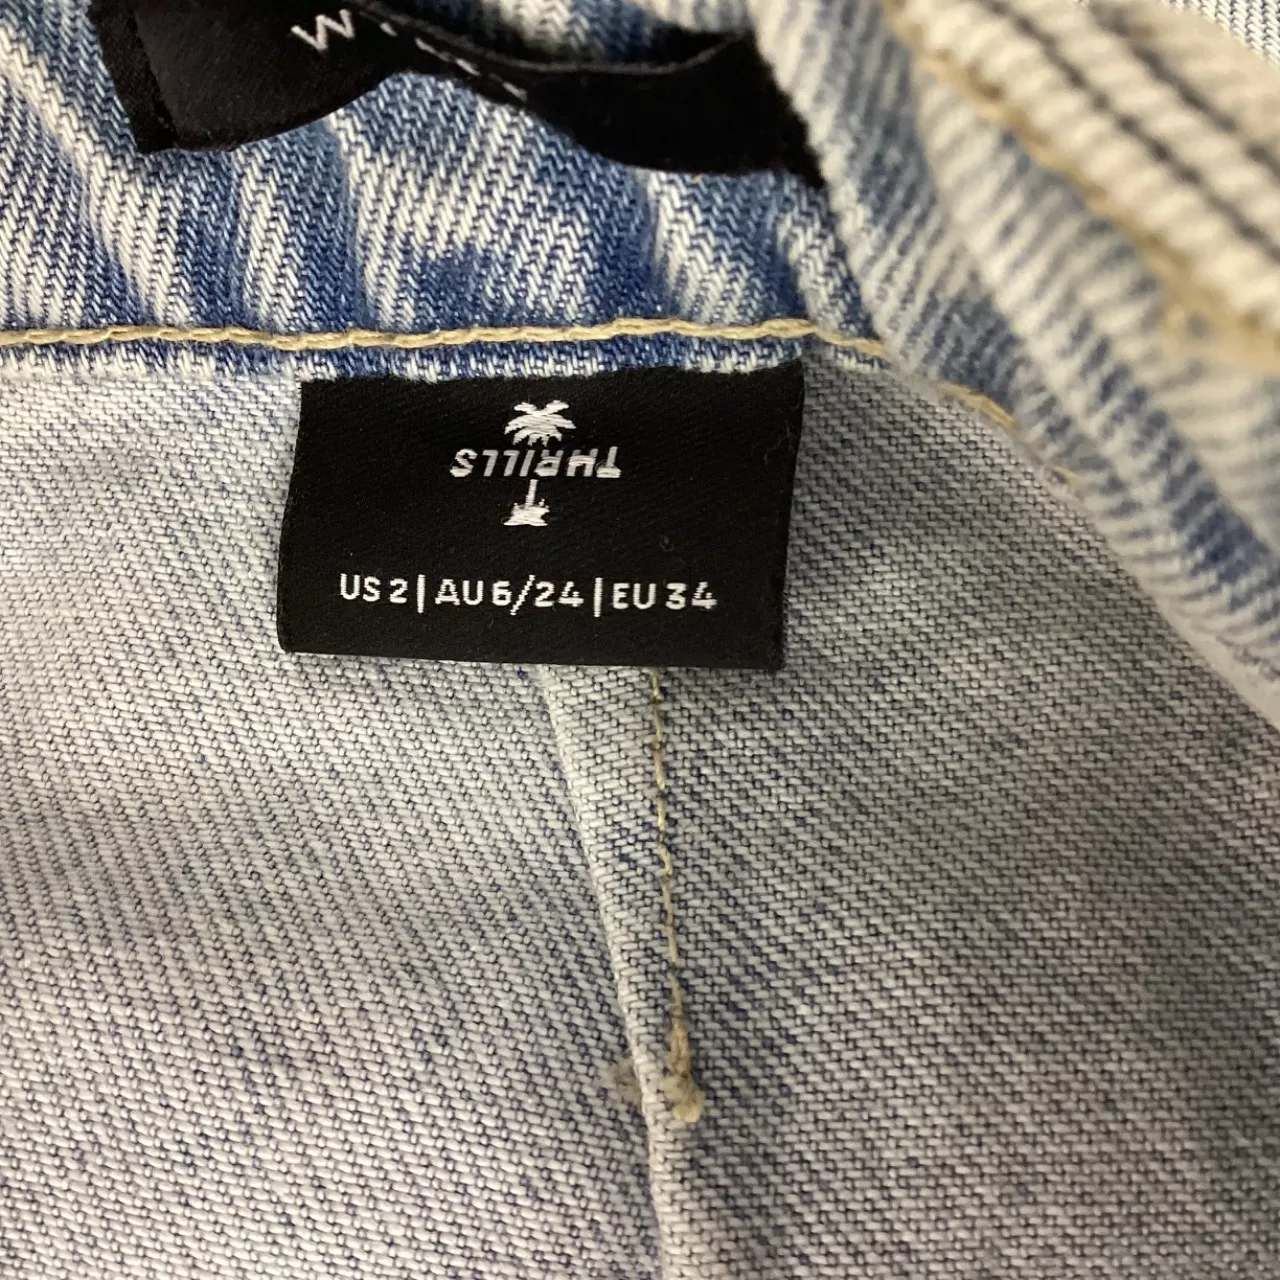 THRILLS
US 2 | AU 6/24 | EU 34